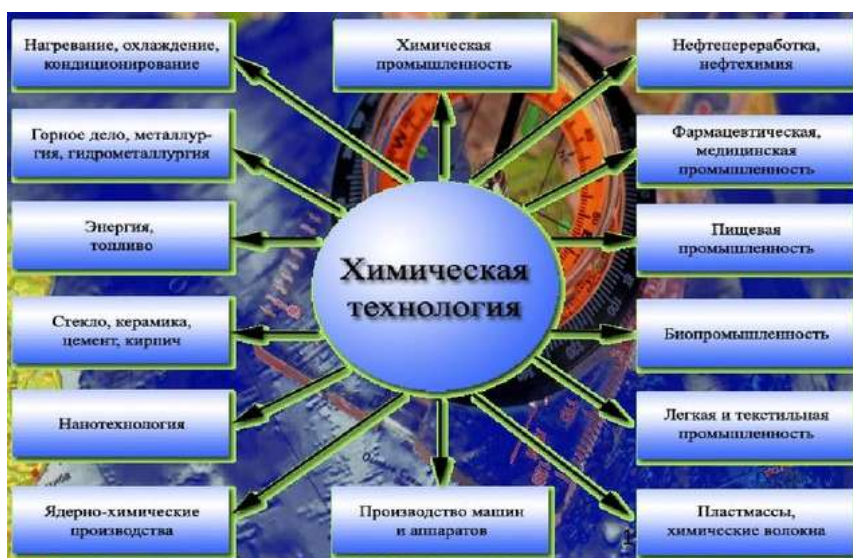 Нагревание, охлаждение,
кондиционирование
Химическая
промышленность
Нефтепереработка,
нефтехимия
Горное дело, металлур-
гия, гидрометаллургия
Фармацевтическая,
медицинская
промышленность
Энергия,
топливо
Пищевая
промышленность
Химическая
технология
Стекло, керамика,
цемент, кирпич
Биопромышленность
Нанотехнология
Легкая и текстильная
промышленность
Ядерно-химические
производства
Производство машин
и аппаратов
Пластмассы,
химические волокна